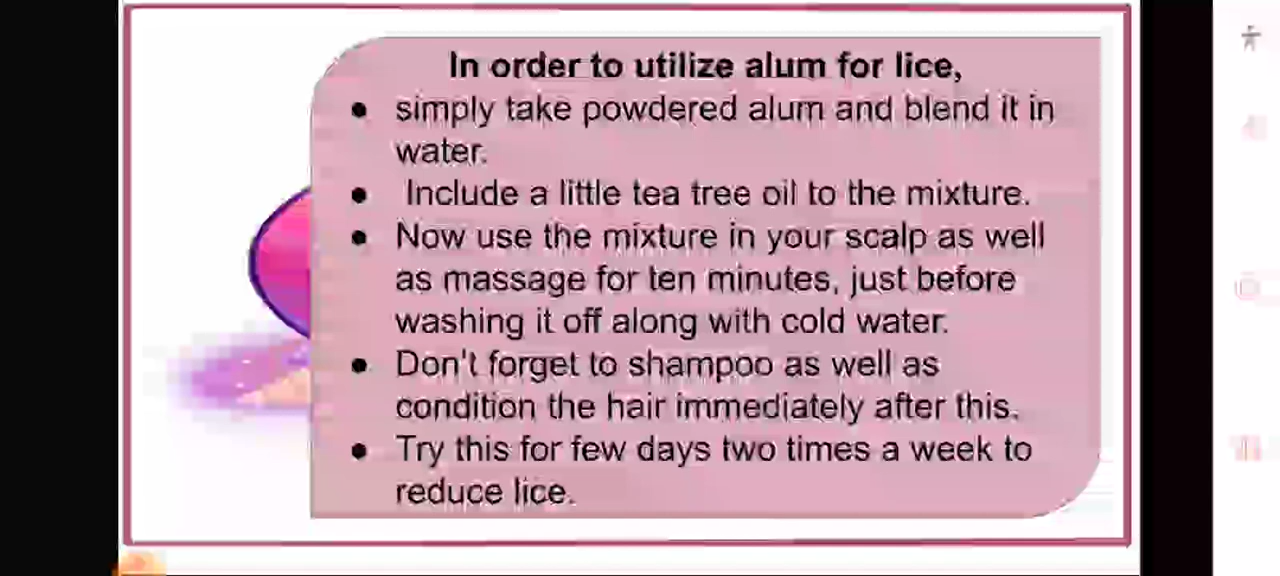 In order to utilize alum for lice,
● simply take powdered alum and blend it in
water.
● Include a little tea tree oil to the mixture.
● Now use the mixture in your scalp as well
as massage for ten minutes, just before
washing it off along with cold water.
● Don't forget to shampoo as well as
condition the hair immediately after this.
● Try this for few days two times a week to
reduce lice.